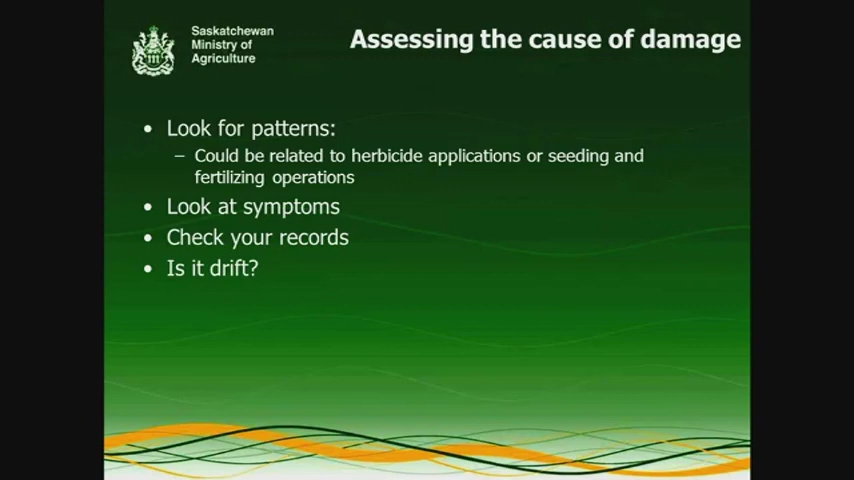 Saskatchewan
Ministry of
Agriculture
Assessing the cause of damage
• Look for patterns:
– Could be related to herbicide applications or seeding and
fertilizing operations
• Look at symptoms
• Check your records
• Is it drift?